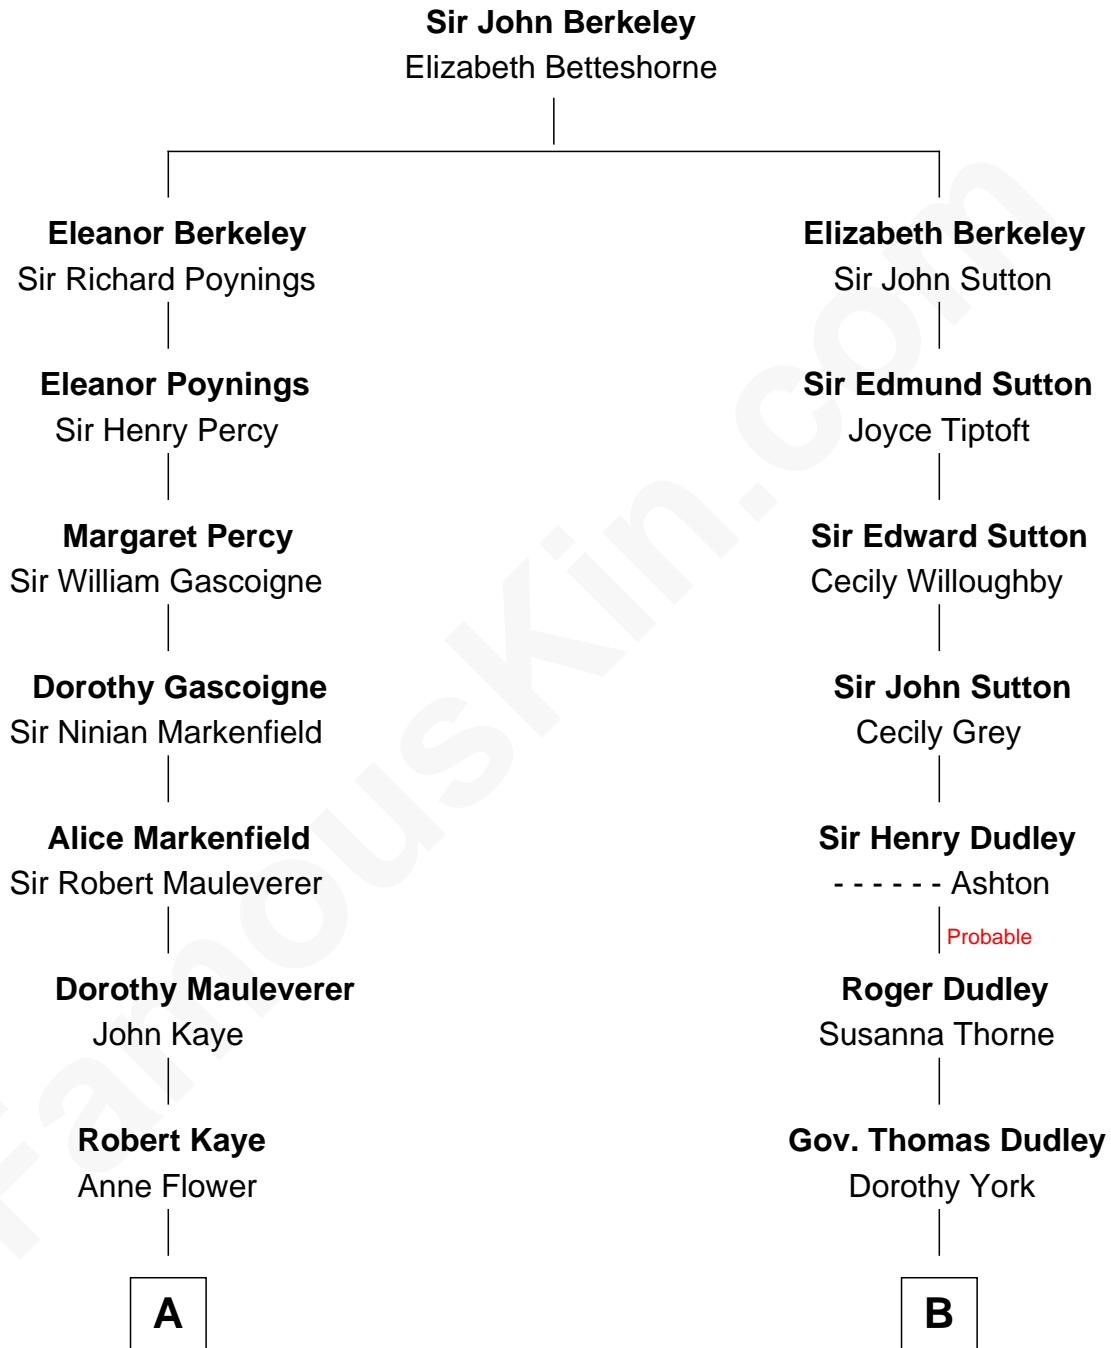 Sir John Berkeley
Elizabeth Betteshorne
Eleanor Berkeley
Sir Richard Poynings
Elizabeth Berkeley
Sir John Sutton
Eleanor Poynings
Sir Henry Percy
Sir Edmund Sutton
Joyce Tiptoft
Margaret Percy
Sir William Gascoigne
Sir Edward Sutton
Cecily Willoughby
Dorothy Gascoigne
Sir Ninian Markenfield
Sir John Sutton
Cecily Grey
Alice Markenfield
Sir Robert Mauleverer
Sir Henry Dudley
- - - - - - Ashton
Probable
Dorothy Mauleverer
John Kaye
Roger Dudley
Susanna Thorne
Robert Kaye
Anne Flower
Gov. Thomas Dudley
Dorothy York
A
B
FamousKin.com